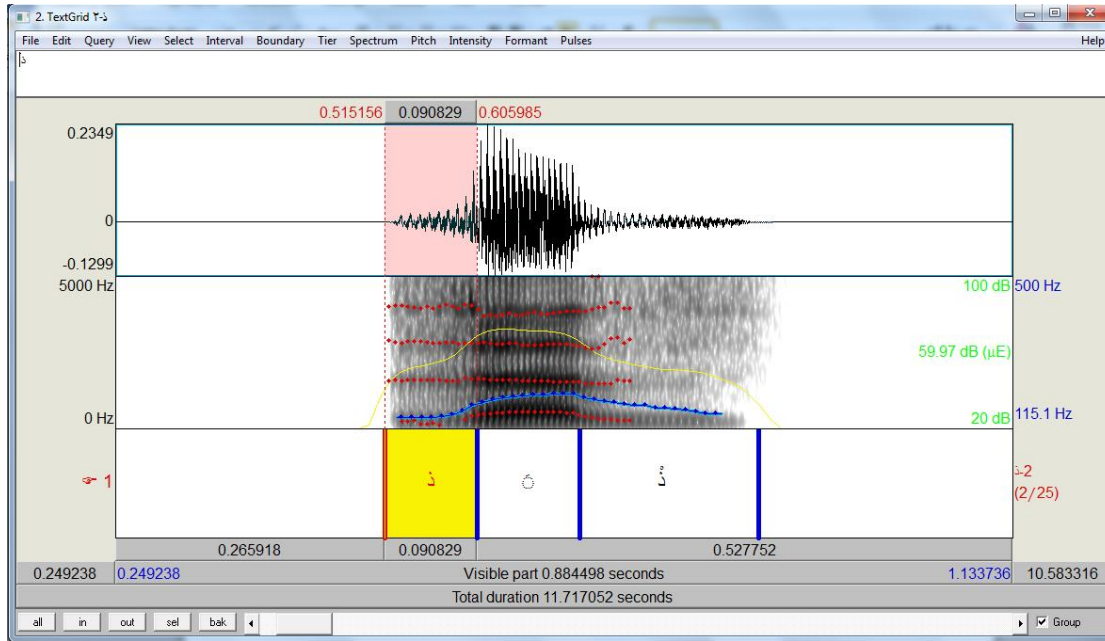 2. TextGrid ذ-٢
File Edit Query View Select Interval Boundary Tier Spectrum Pitch Intensity Formant Pulses Help
0.515156 0.090829 0.605985
0.2349
0
-0.1299
5000 Hz 100 dB 500 Hz
59.97 dB (µE)
0 Hz 20 dB 115.1 Hz
1 ذ َ ذْ ذ-2
(2/25)
0.265918 0.090829 0.527752
0.249238 0.249238 Visible part 0.884498 seconds 1.133736 10.583316
Total duration 11.717052 seconds
all in out sel bak Group